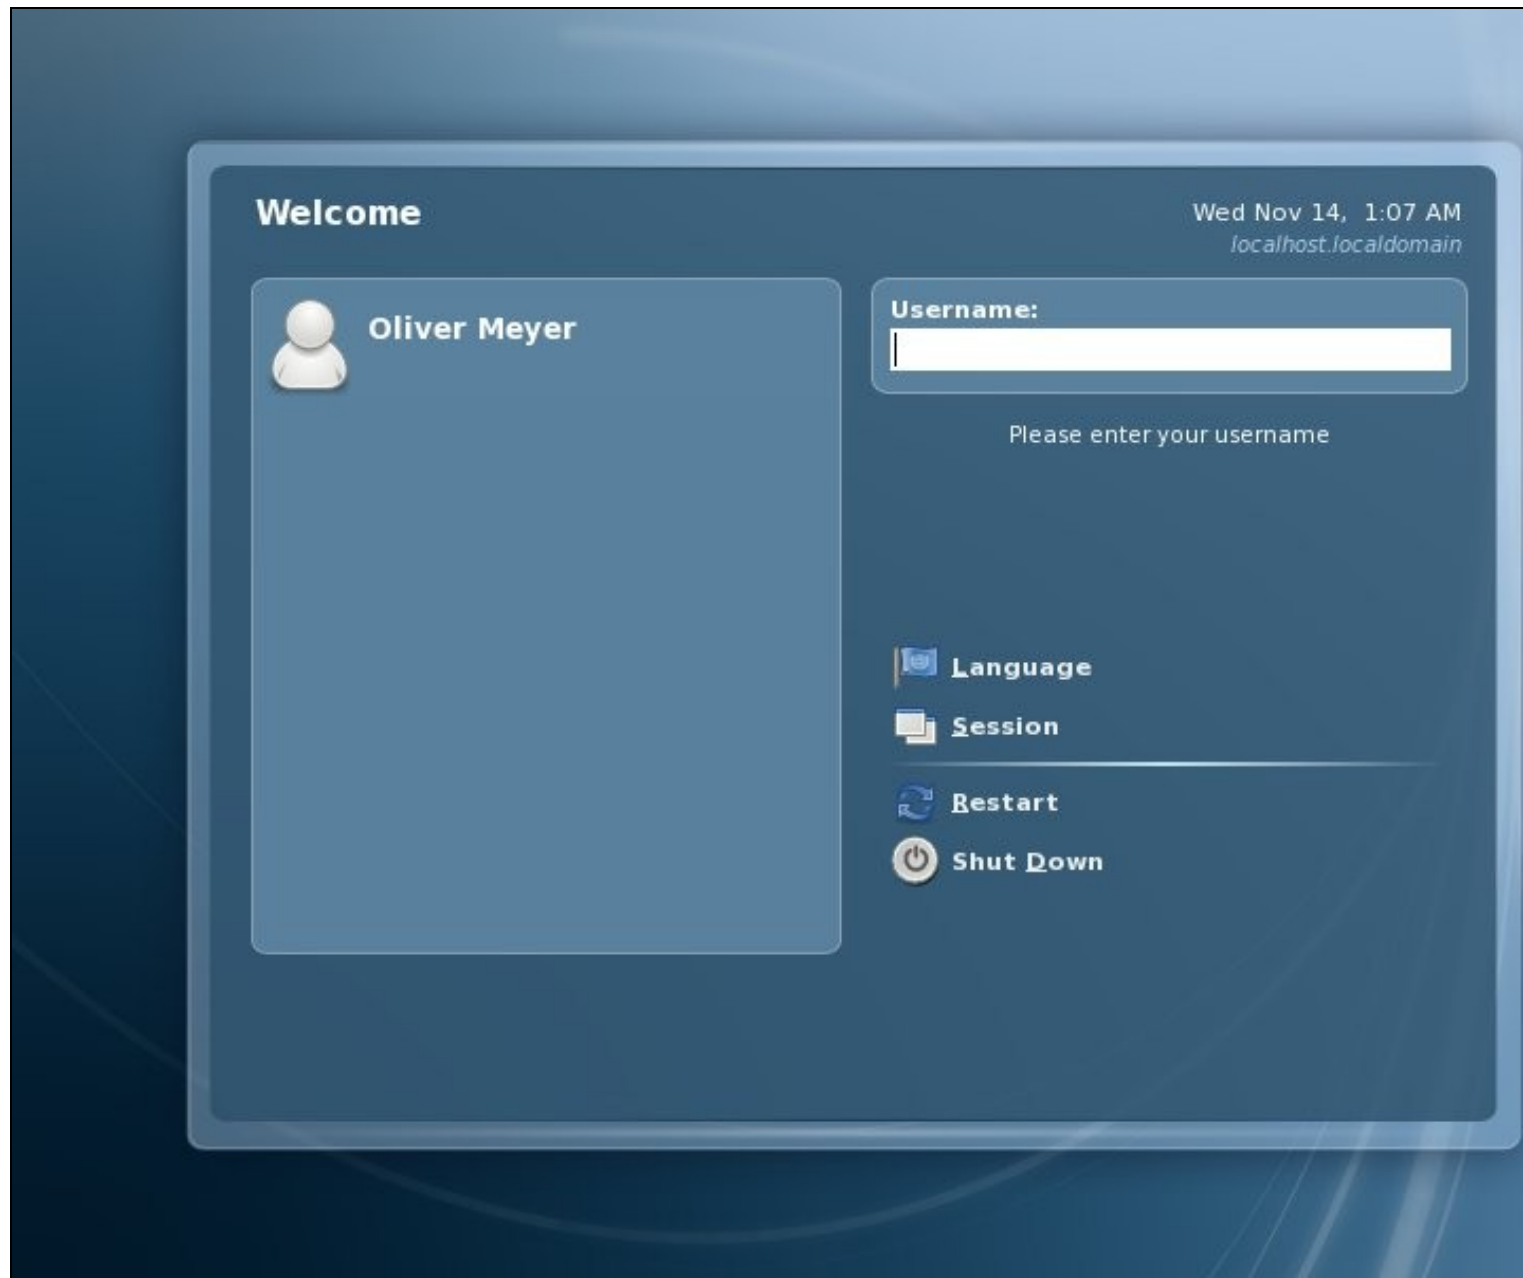 Welcome
Wed Nov 14,  1:07 AM
localhost.localdomain
Oliver Meyer
Username:
Please enter your username
Language
Session
Restart
Shut Down